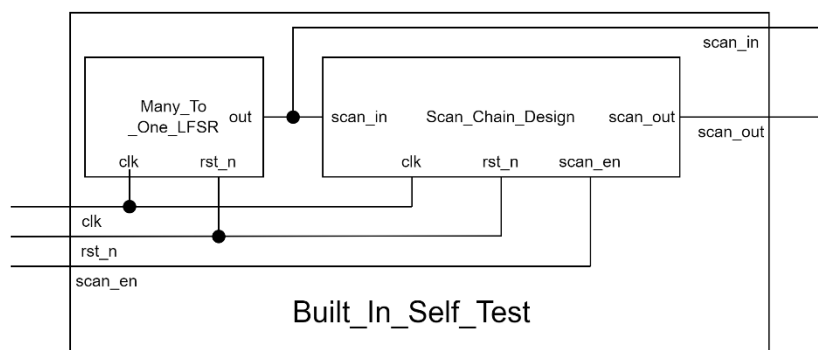 scan_in
Many_To
_One_LFSR
out
scan_in
Scan_Chain_Design
scan_out
scan_out
clk
rst_n
clk
rst_n
scan_en
clk
rst_n
scan_en
Built_In_Self_Test